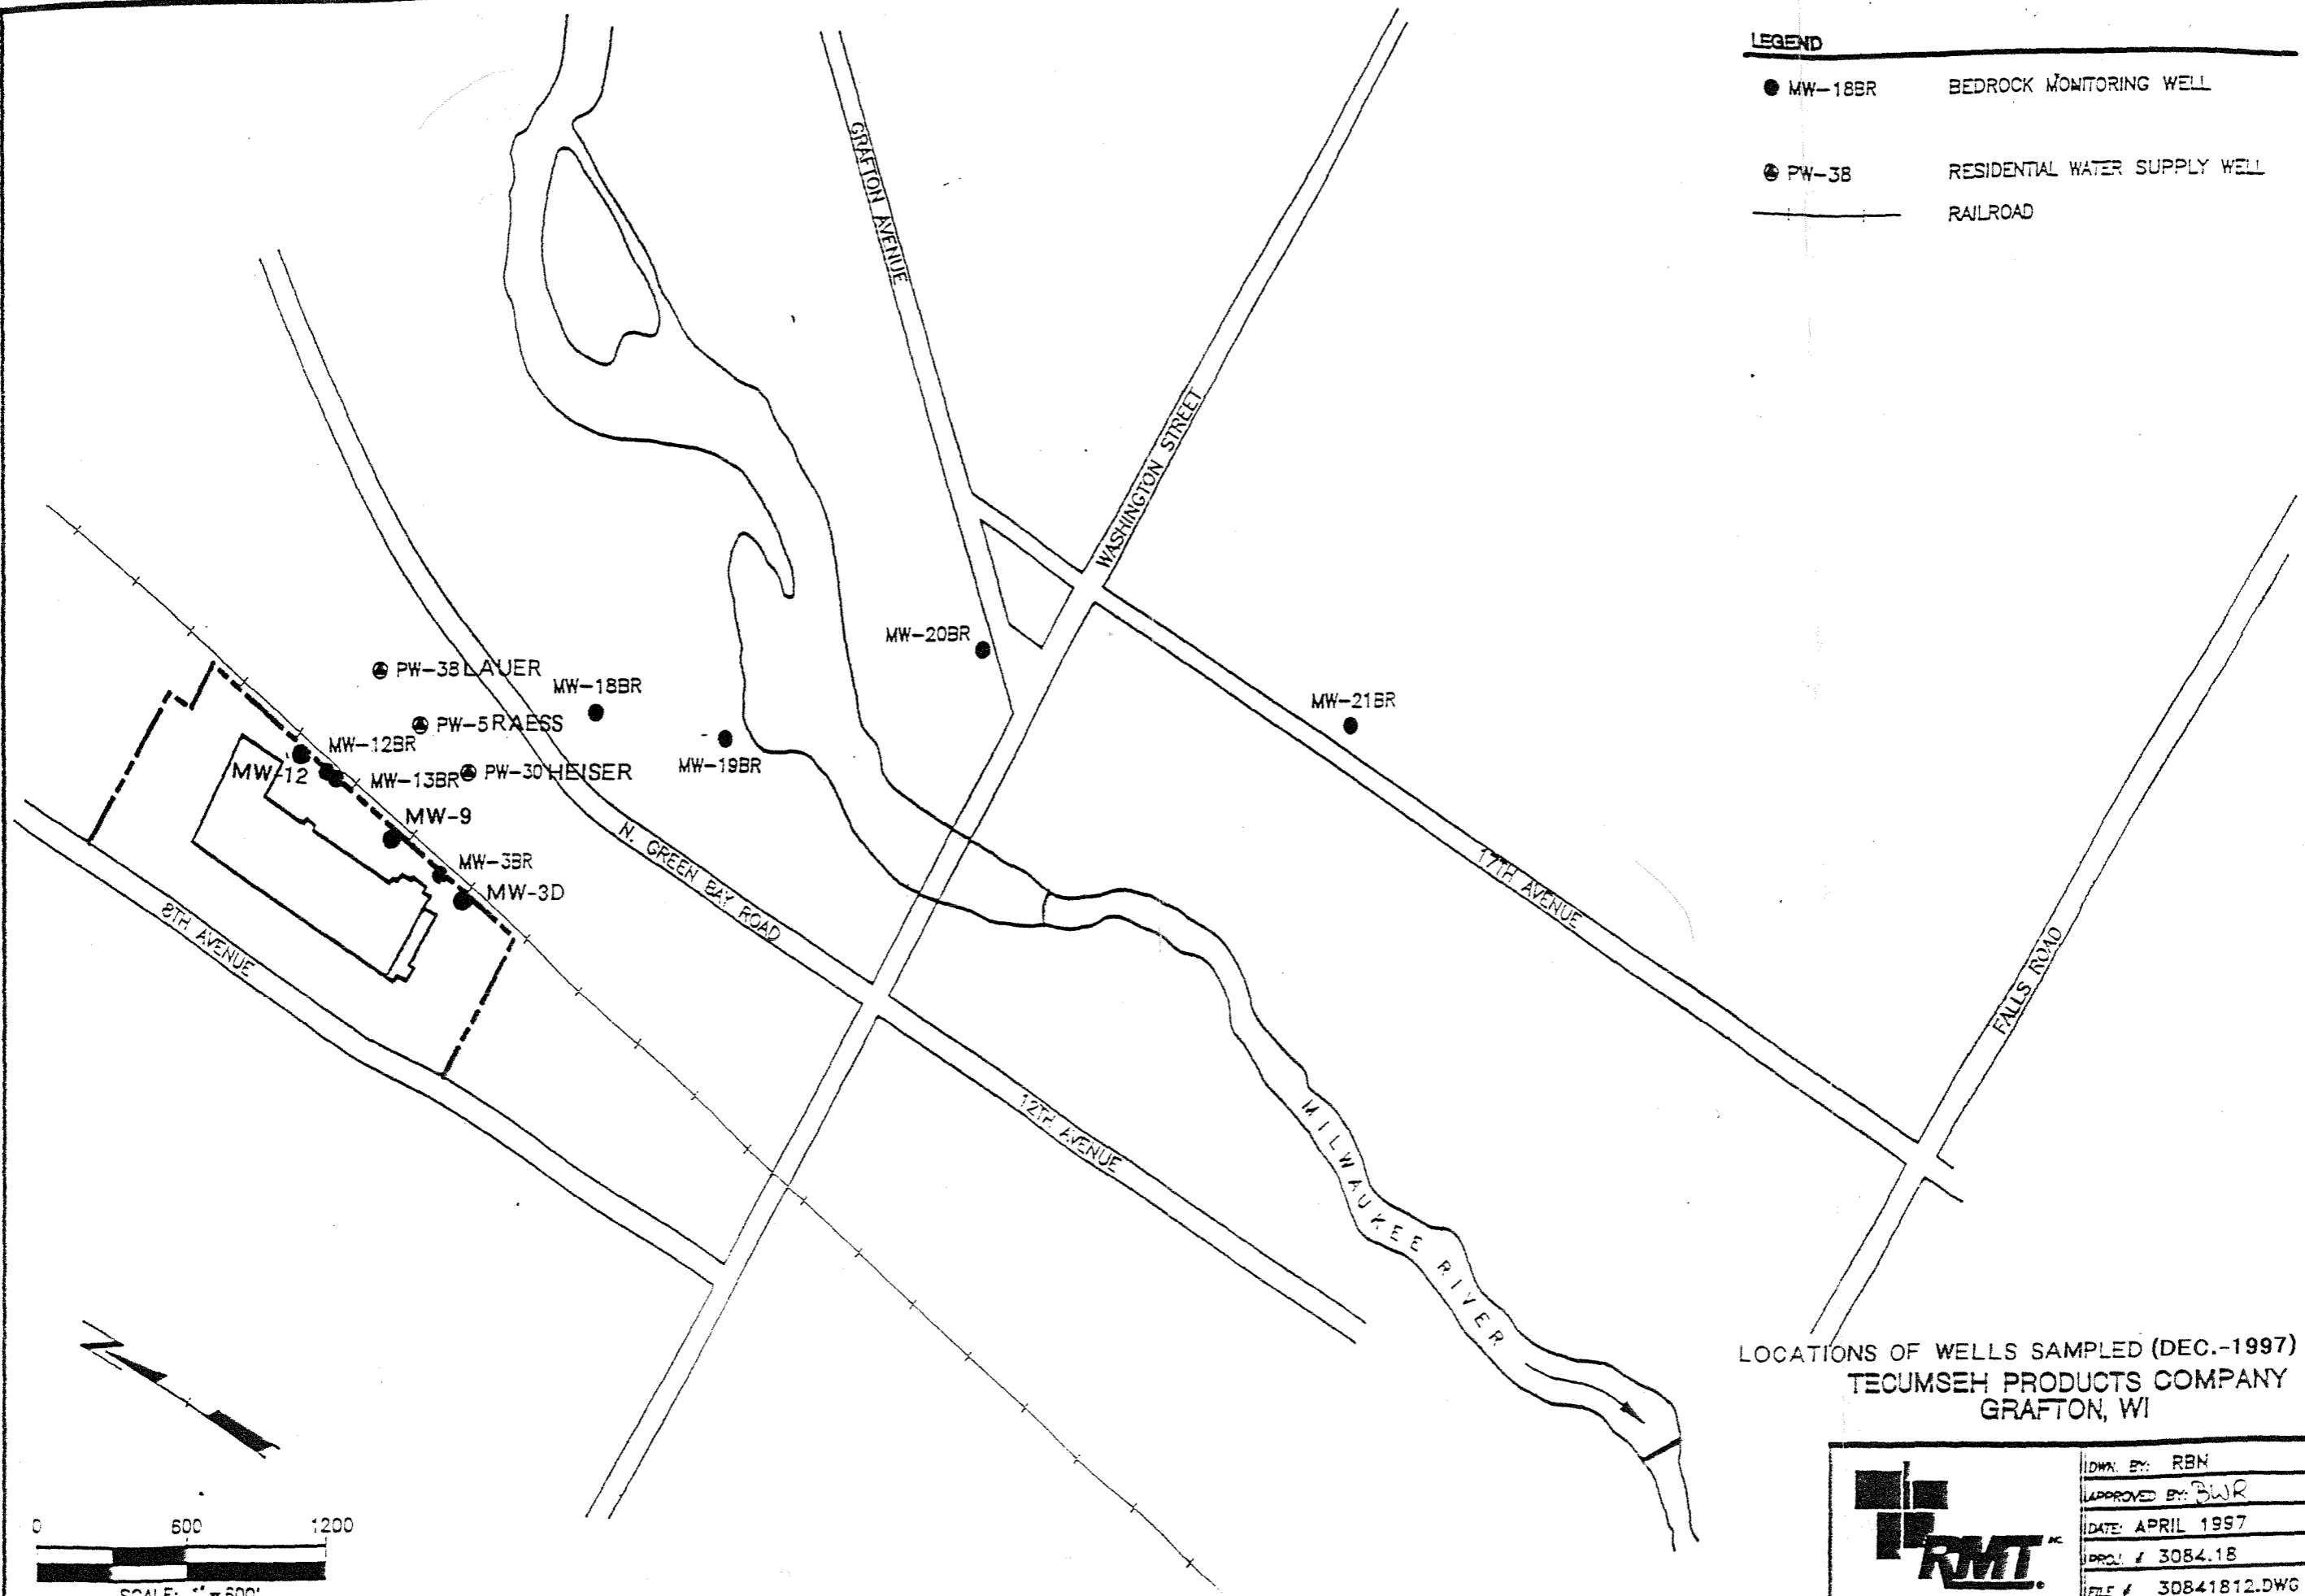 LEGEND
MW-18BR BEDROCK MONITORING WELL
PW-38 RESIDENTIAL WATER SUPPLY WELL
RAILROAD
GRAFTON AVENUE
WASHINGTON STREET
MW-20BR
PW-38 LAUER
MW-18BR
MW-21BR
PW-5 RAESS
MW-12BR
MW-19BR
MW-12
MW-13BR
PW-30 HEISER
MW-9
N. GREEN BAY ROAD
MW-3BR
MW-3D
17TH AVENUE
8TH AVENUE
FALLS ROAD
12TH AVENUE
MILWAUKEE RIVER
N
LOCATIONS OF WELLS SAMPLED (DEC.-1997)
TECUMSEH PRODUCTS COMPANY
GRAFTON, WI
0 600 1200
SCALE: 1" = 600'
RMT INC.
DWN. BY: RBN
APPROVED BY: BWR
DATE: APRIL 1997
PROJ. # 3084.18
FILE # 30841812.DWG